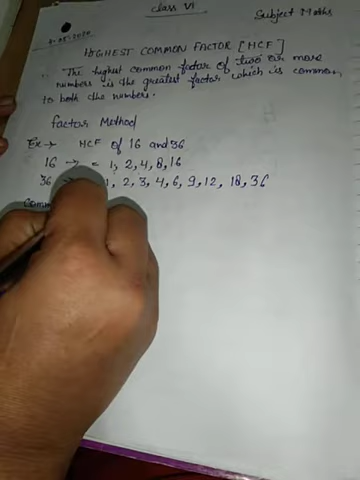 Class VI
Subject Maths
HIGHEST COMMON FACTOR [HCF]
The highest common factor of two or more
numbers is the greatest factor which is common
to both the numbers.
Factors Method
Ex→ HCF of 16 and 36
16 → = 1, 2, 4, 8, 16
36 → 1, 2, 3, 4, 6, 9, 12, 18, 36